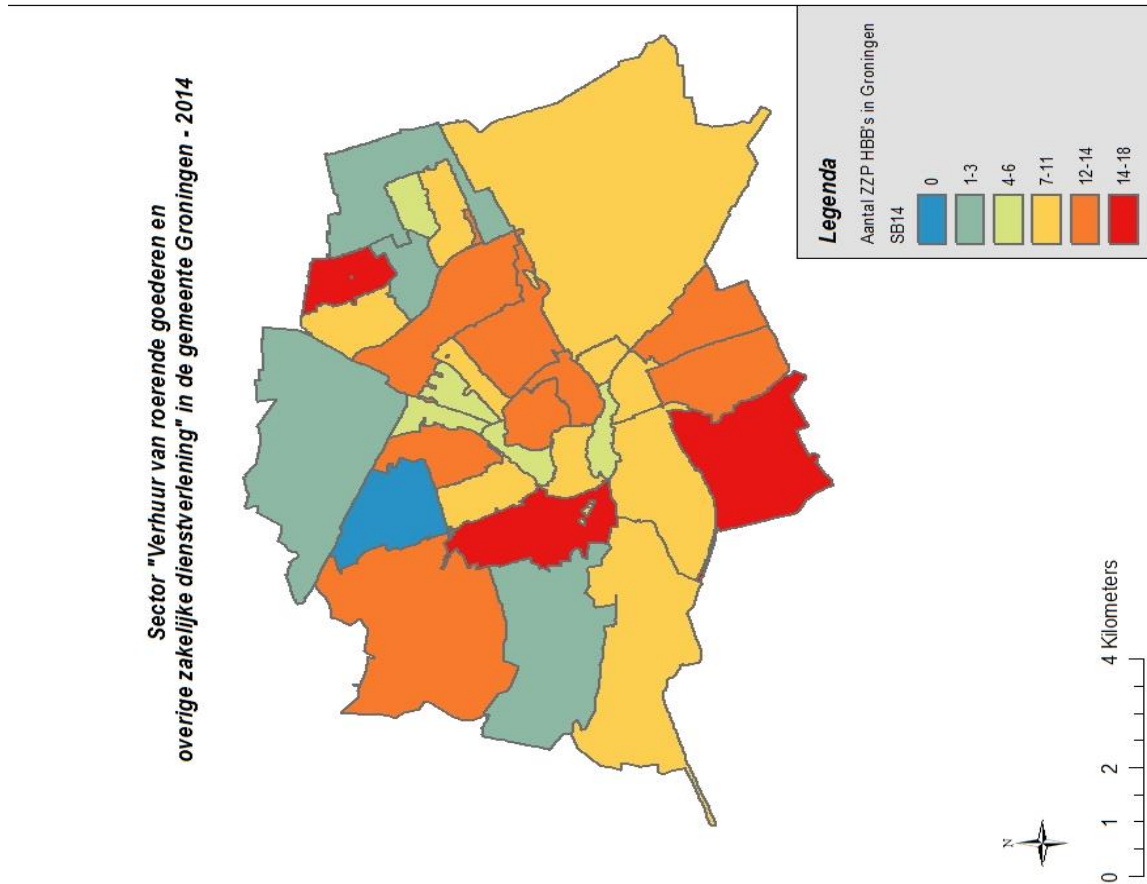 Sector "Verhuur van roerende goederen en
overige zakelijke dienstverlening" in de gemeente Groningen - 2014
Legenda
Aantal ZZP HBB's in Groningen
SB14
0
1-3
4-6
7-11
12-14
14-18
N
0 1 2 4 Kilometers